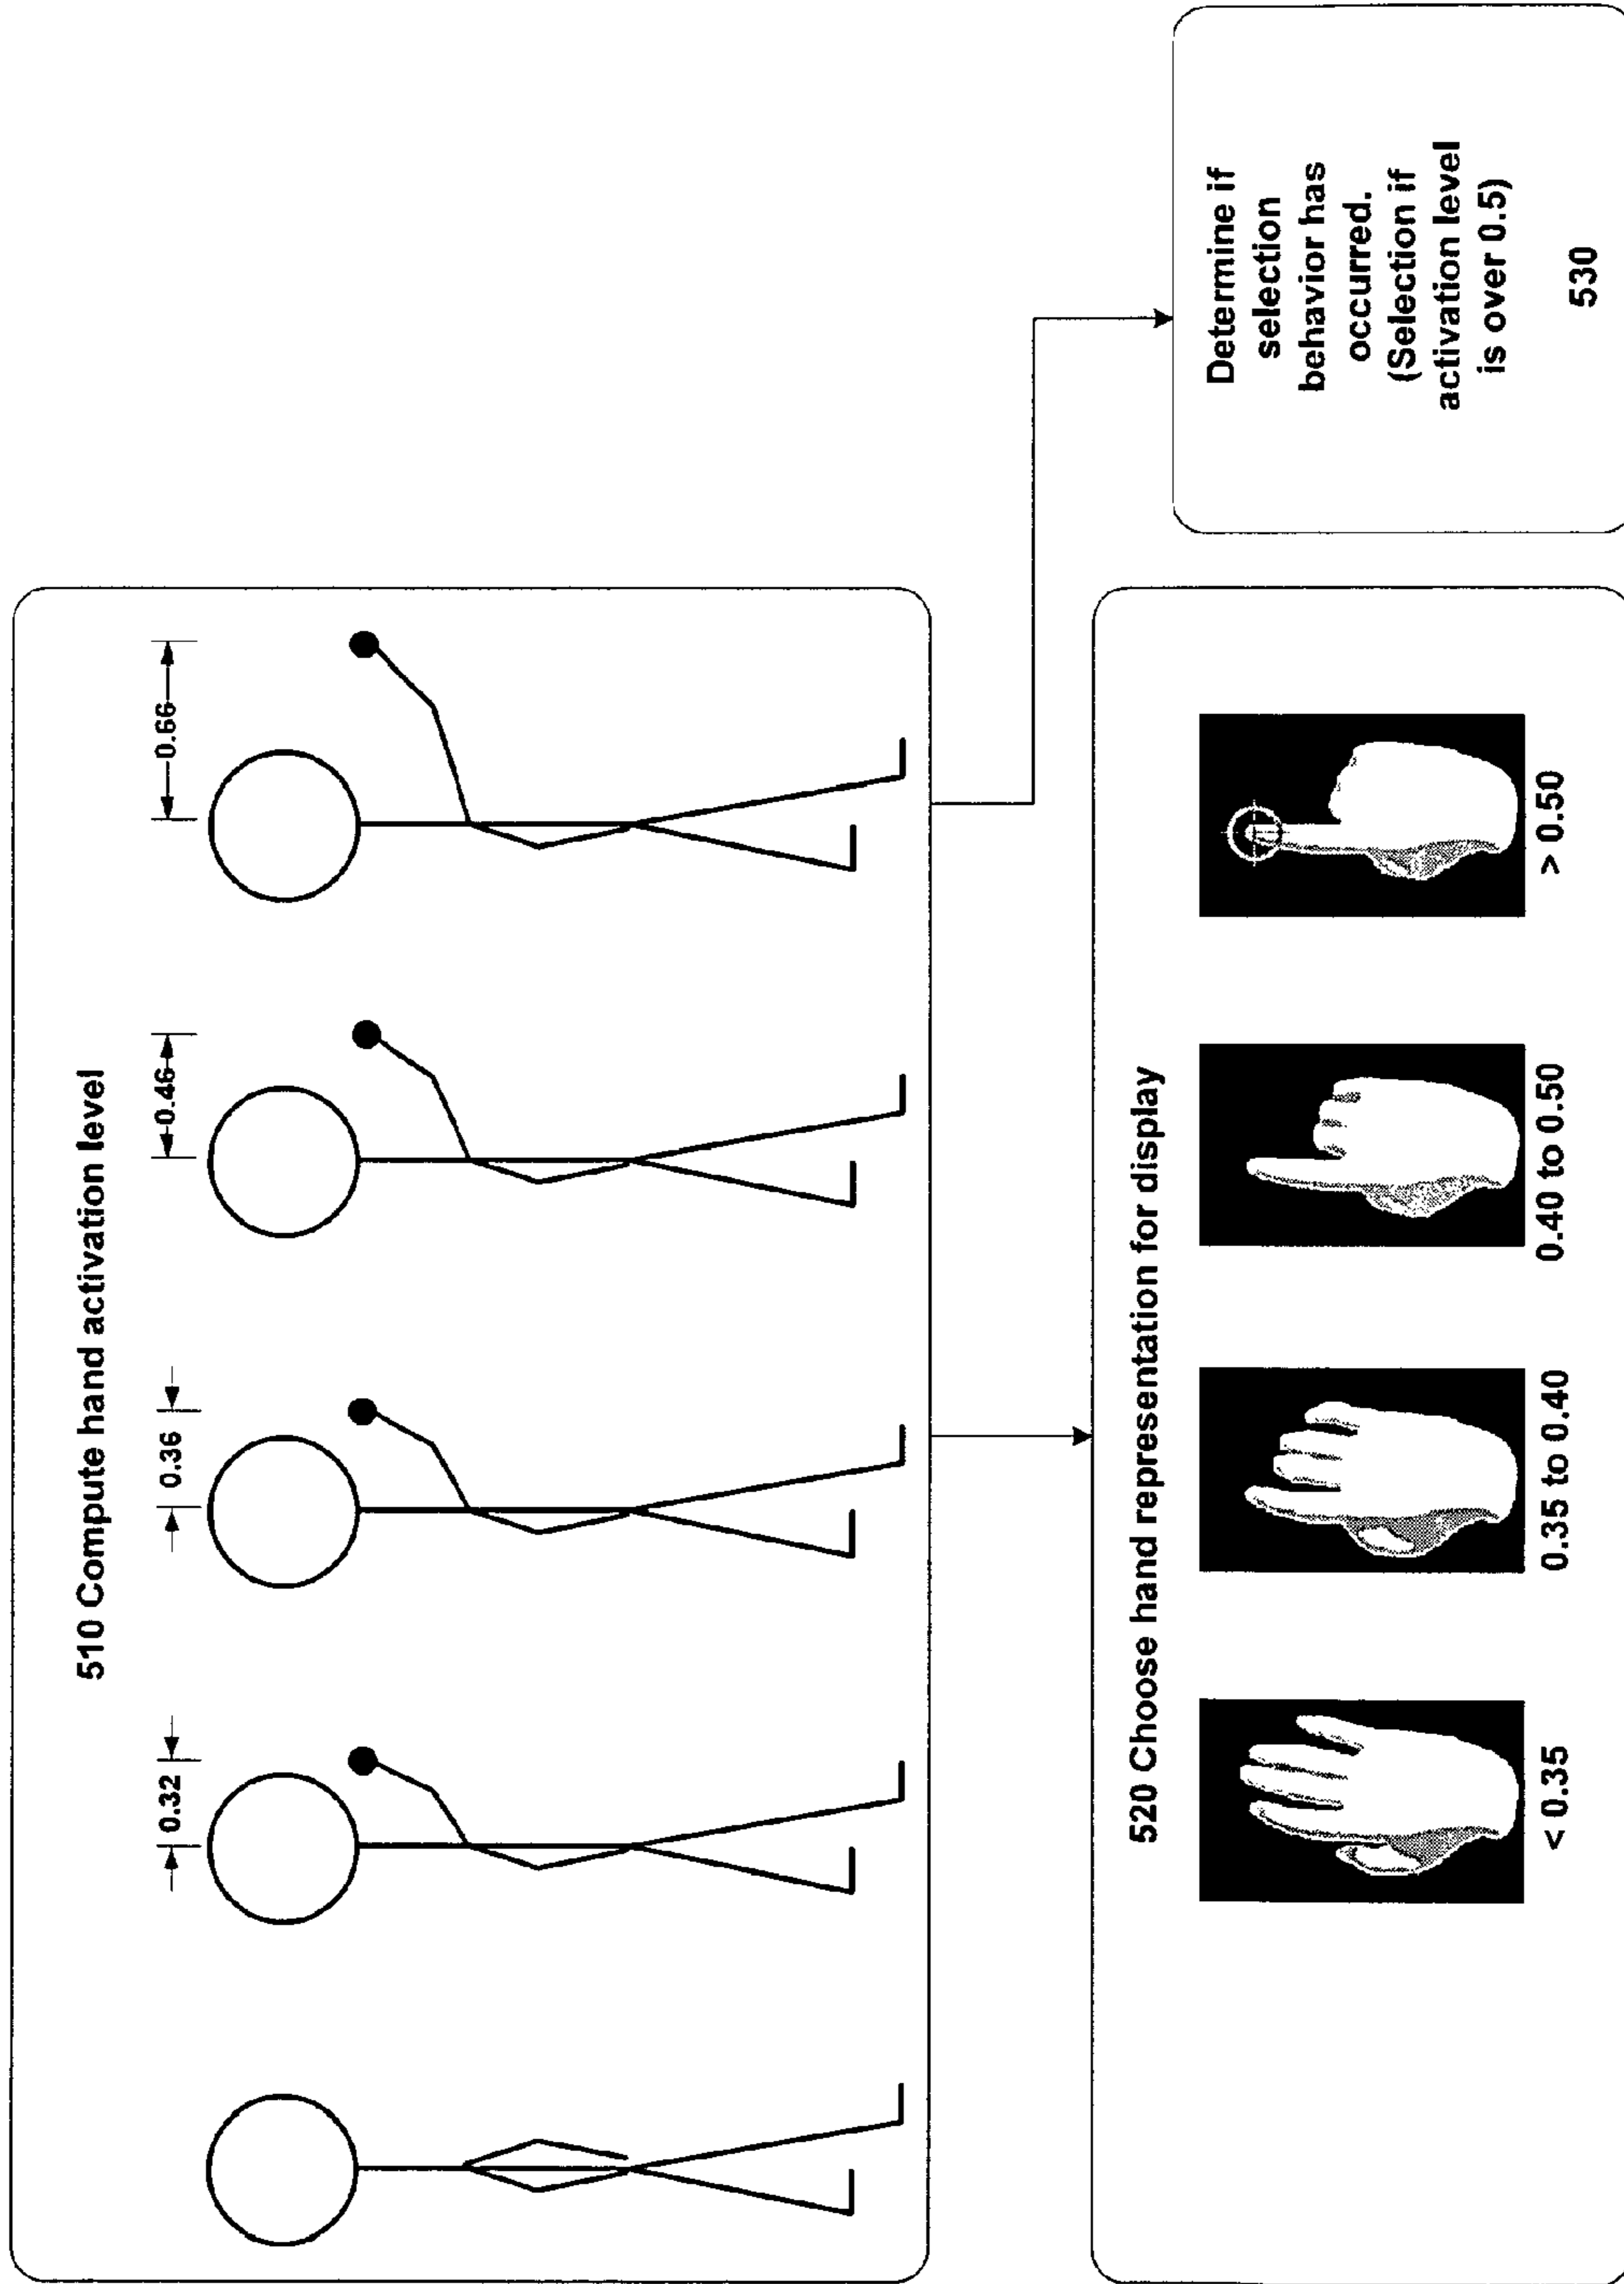 510 Compute hand activation level
0.32
0.36
0.46
0.66
520 Choose hand representation for display
< 0.35
0.35 to 0.40
0.40 to 0.50
> 0.50
Determine if
selection
behavior has
occurred.
(Selection if
activation level
is over 0.5)
530